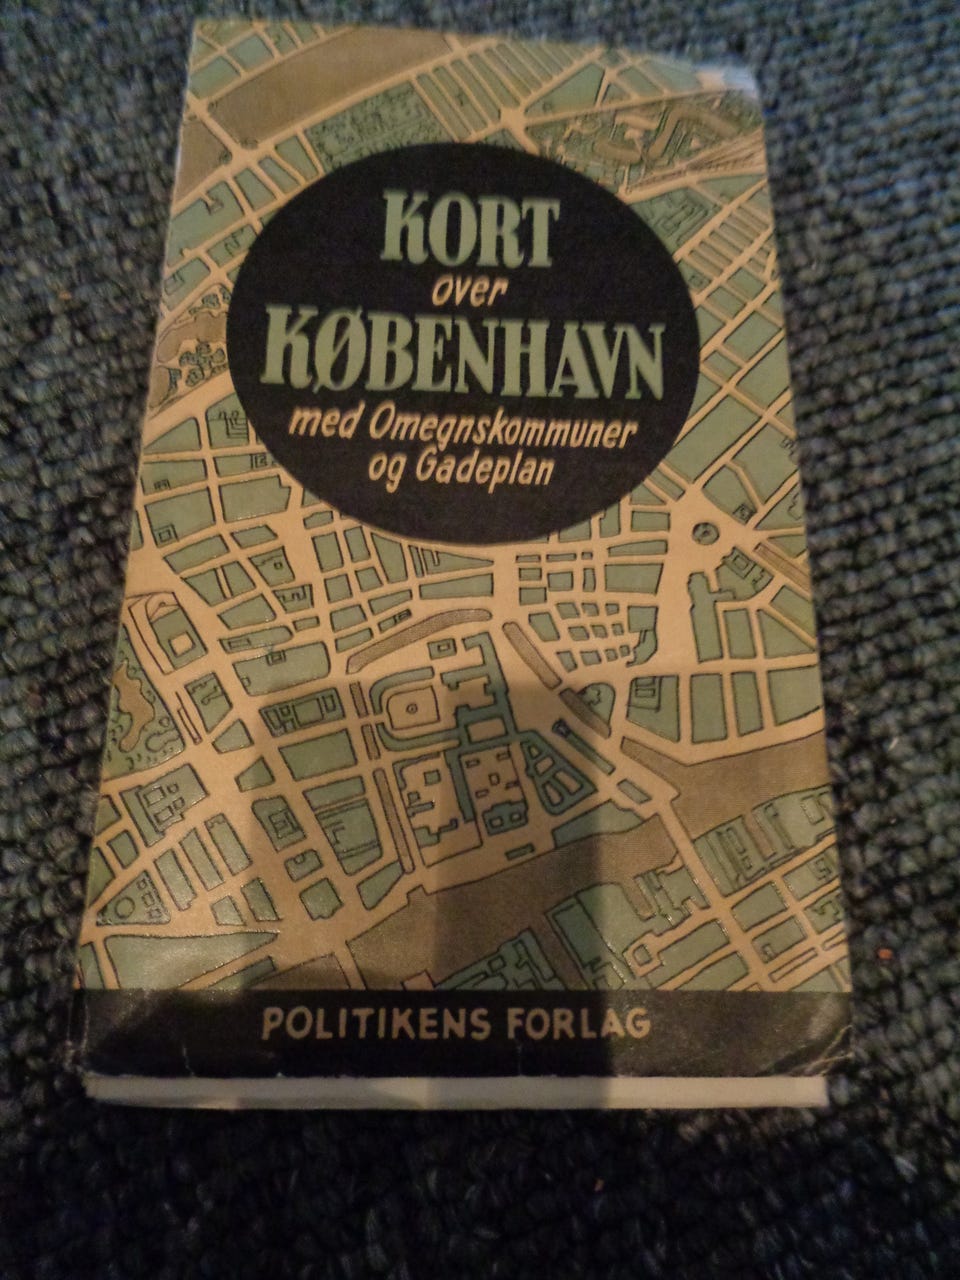 KORT
over
KØBENHAVN
med Omegnskommuner
og Gadeplan
POLITIKENS FORLAG